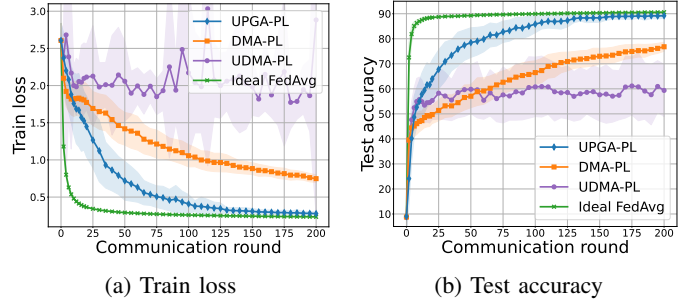 3.0
2.5
2.0
1.5
1.0
0.5
Train loss
UPGA-PL
DMA-PL
UDMA-PL
Ideal FedAvg
0 25 50 75 100 125 150 175 200
Communication round
(a) Train loss
90
80
70
60
50
40
30
20
10
Test accuracy
UPGA-PL
DMA-PL
UDMA-PL
Ideal FedAvg
0 25 50 75 100 125 150 175 200
Communication round
(b) Test accuracy